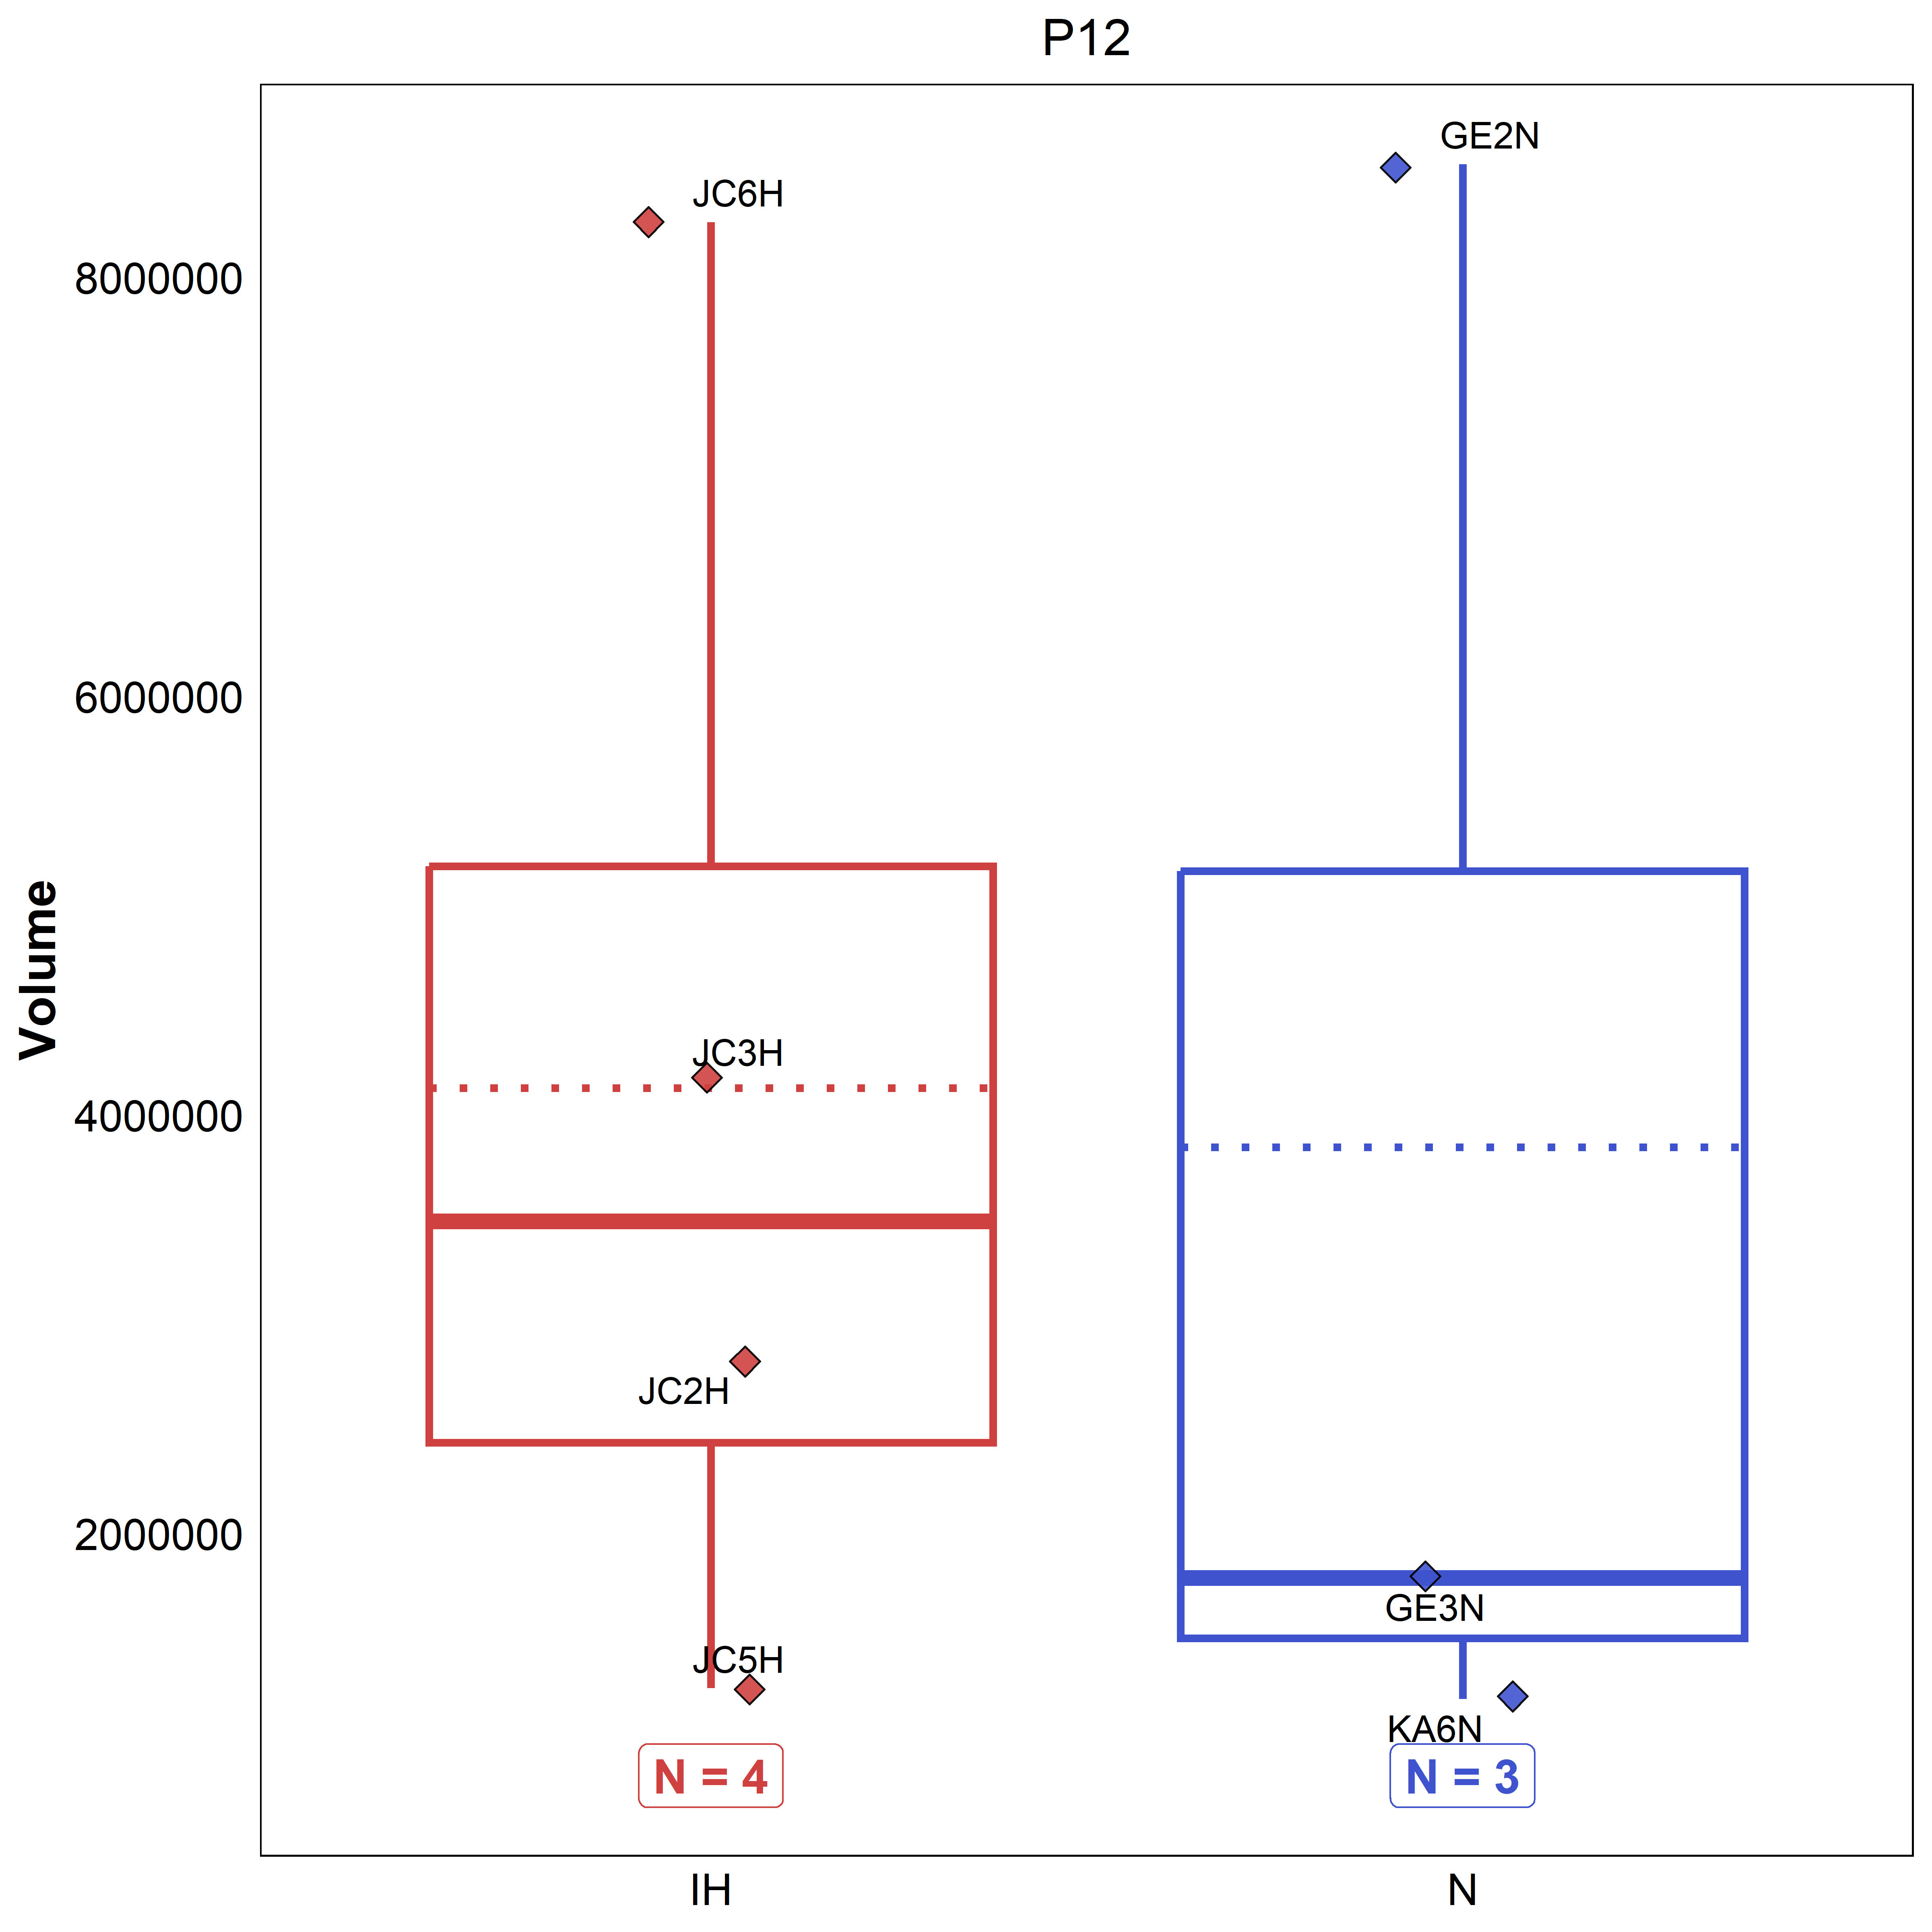 P12
GE2N
JC6H
8000000
6000000
Volume
JC3H
4000000
JC2H
2000000
GE3N
JC5H
KA6N
N = 4
N = 3
IH
N